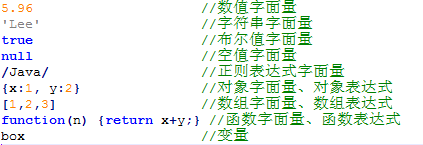 5.96 //数值字面量
'Lee' //字符串字面量
true //布尔值字面量
null //空值字面量
/Java/ //正则表达式字面量
{x:1, y:2} //对象字面量、对象表达式
[1,2,3] //数组字面量、数组表达式
function(n) {return x+y;} //函数字面量、函数表达式
box //变量